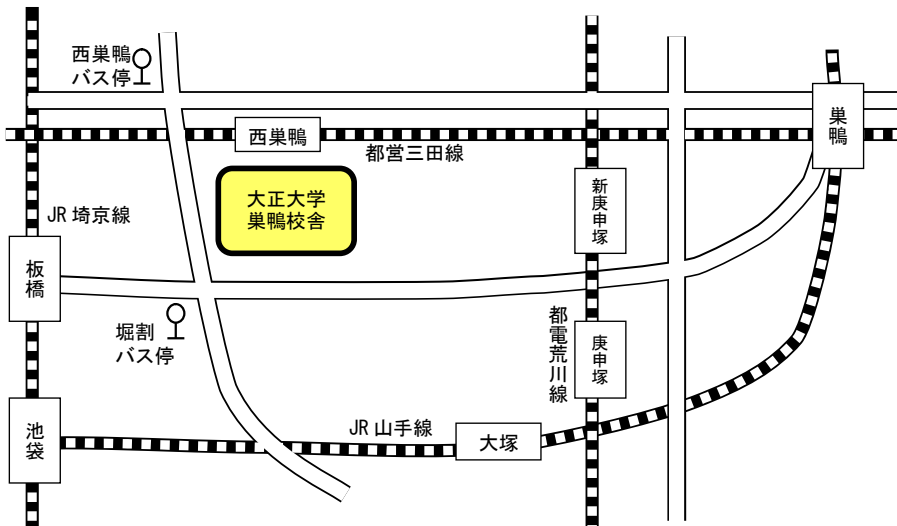 西巣鴨
バス停
西巣鴨
都営三田線
巣鴨
大正大学
巣鴨校舎
新庚申塚
JR 埼京線
板橋
堀割
バス停
都電荒川線
庚申塚
池袋
JR 山手線
大塚